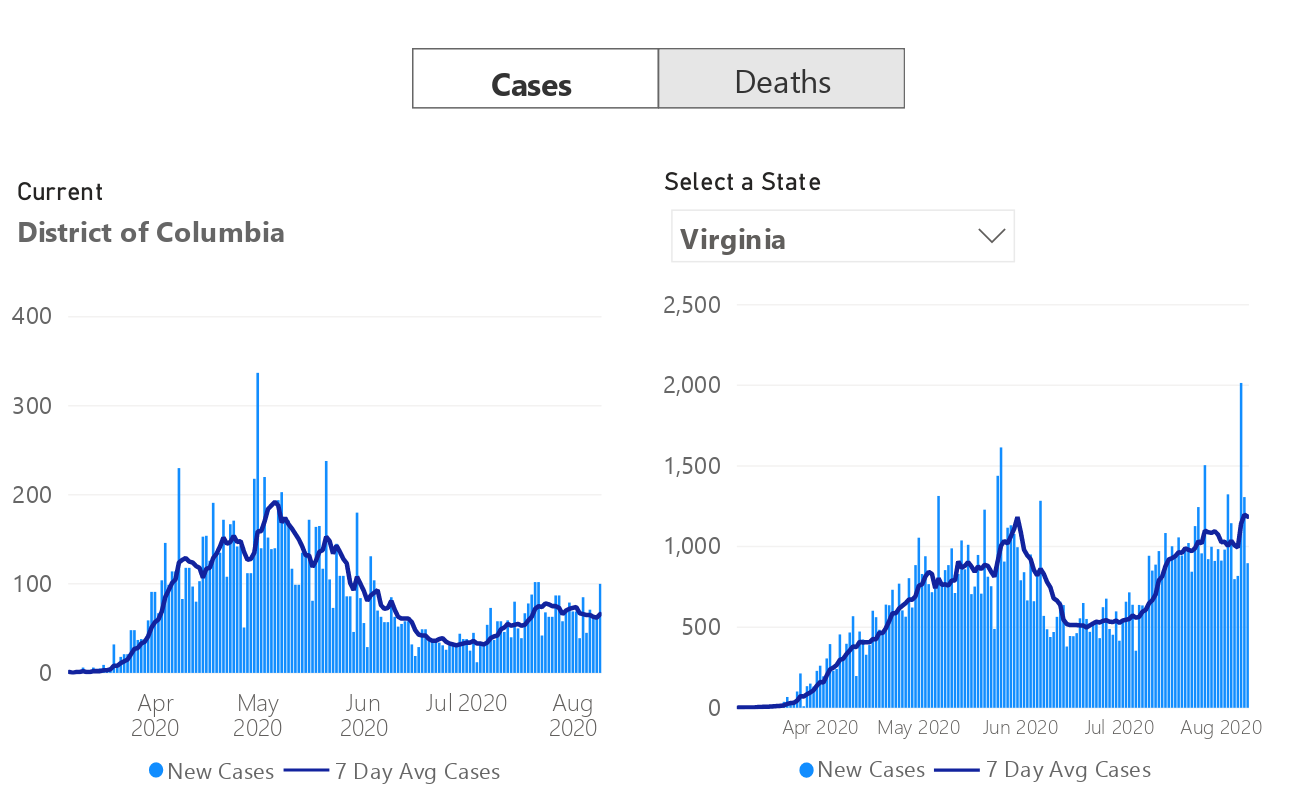 Cases
Deaths
Current
District of Columbia
400
300
200
100
0
Apr
2020
May
2020
Jun
2020
Jul 2020
Aug
2020
New Cases
7 Day Avg Cases
Select a State
Virginia
2,500
2,000
1,500
1,000
500
0
Apr 2020
May 2020
Jun 2020
Jul 2020
Aug 2020
New Cases
7 Day Avg Cases